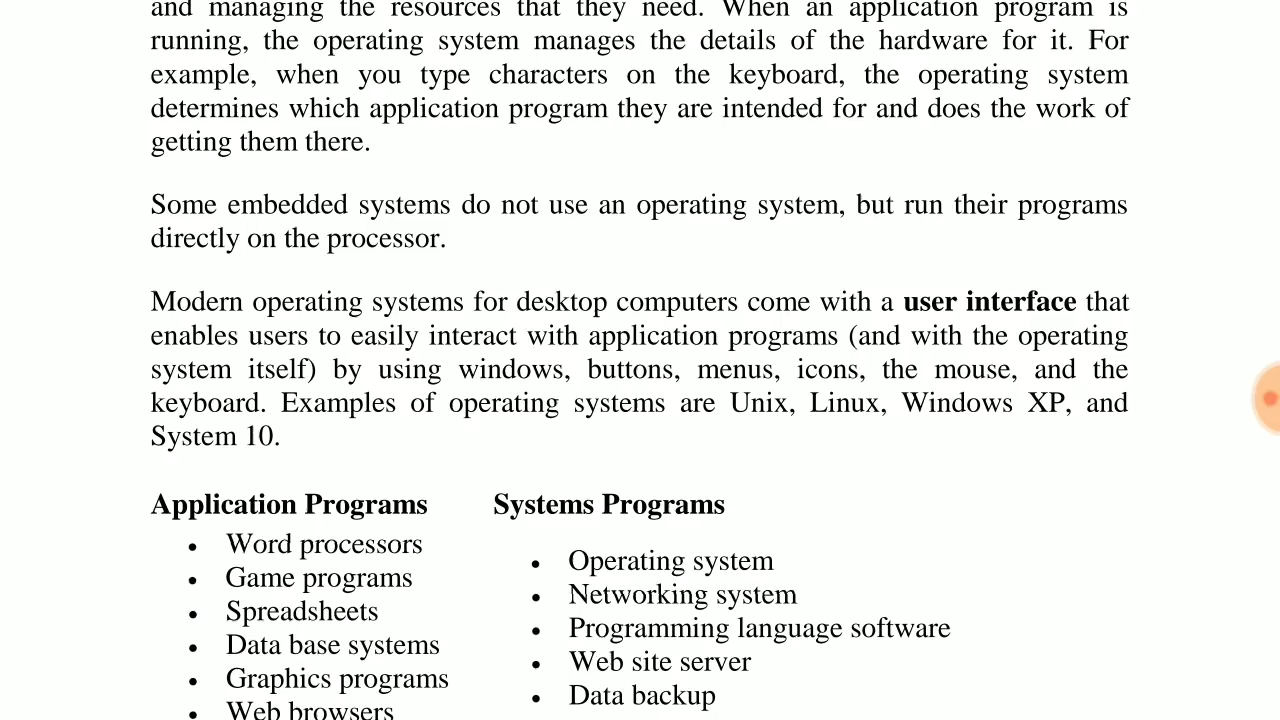 and managing the resources that they need. When an application program is
running, the operating system manages the details of the hardware for it. For
example, when you type characters on the keyboard, the operating system
determines which application program they are intended for and does the work of
getting them there.
Some embedded systems do not use an operating system, but run their programs
directly on the processor.
Modern operating systems for desktop computers come with a user interface that
enables users to easily interact with application programs (and with the operating
system itself) by using windows, buttons, menus, icons, the mouse, and the
keyboard. Examples of operating systems are Unix, Linux, Windows XP, and
System 10.
Application Programs
• Word processors
• Game programs
• Spreadsheets
• Data base systems
• Graphics programs
• Web browsers
Systems Programs
• Operating system
• Networking system
• Programming language software
• Web site server
• Data backup